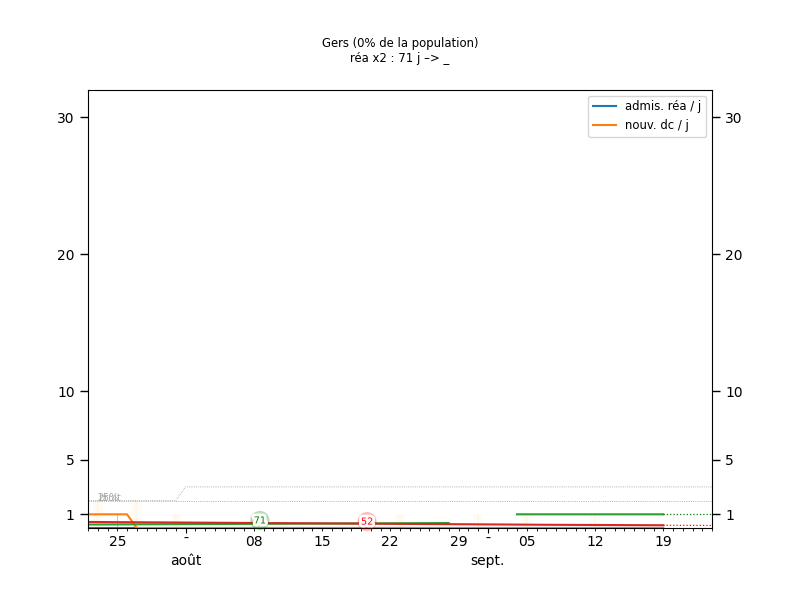 Gers (0% de la population)
réa x2 : 71 j –> _
admis. réa / j
nouv. dc / j
30 30
20 20
10 10
5 5
1 71 52 1
25 - 08 15 22 29 - 05 12 19
août sept.